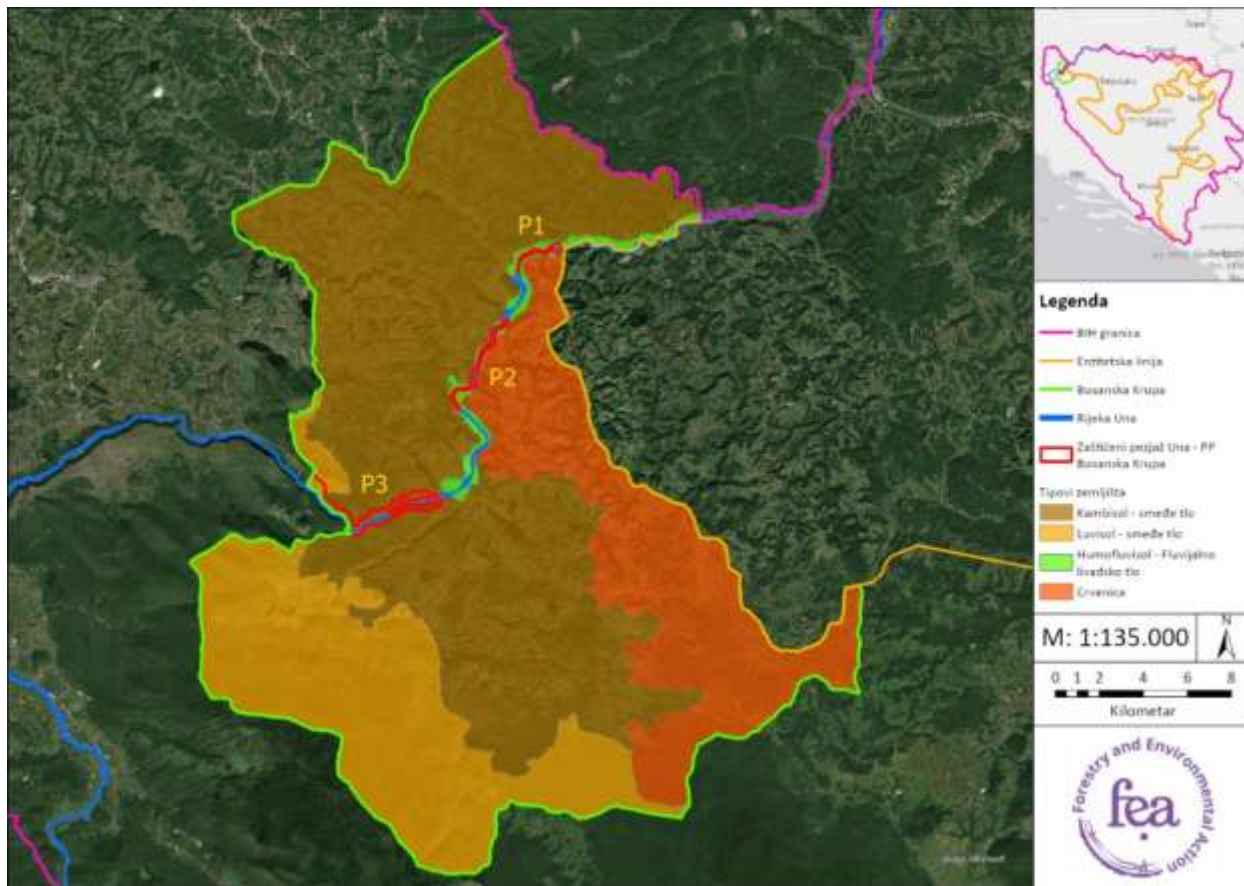 P1
P2
P3
Legenda
BIH granica
Entitetska linija
Bosanska Krupa
Rijeka Una
Zaštićeni pejzaž Una - PP
Bosanska Krupa
Tipovi zemljišta
Kambisol - smeđe tlo
Luvisol - smeđe tlo
Humofluvisol - Fluvijalno
livadsko tlo
Crvenica
M: 1:135.000
N
0 1 2 4 6 8
Kilometar
Forestry and Environmental Action
fea